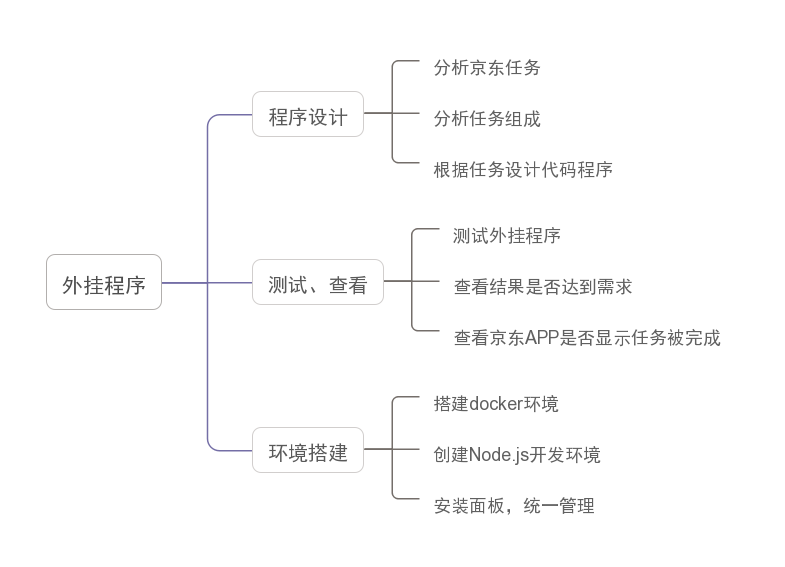 外挂程序
程序设计
分析京东任务
分析任务组成
根据任务设计代码程序
测试、查看
测试外挂程序
查看结果是否达到需求
查看京东APP是否显示任务被完成
环境搭建
搭建docker环境
创建Node.js开发环境
安装面板，统一管理